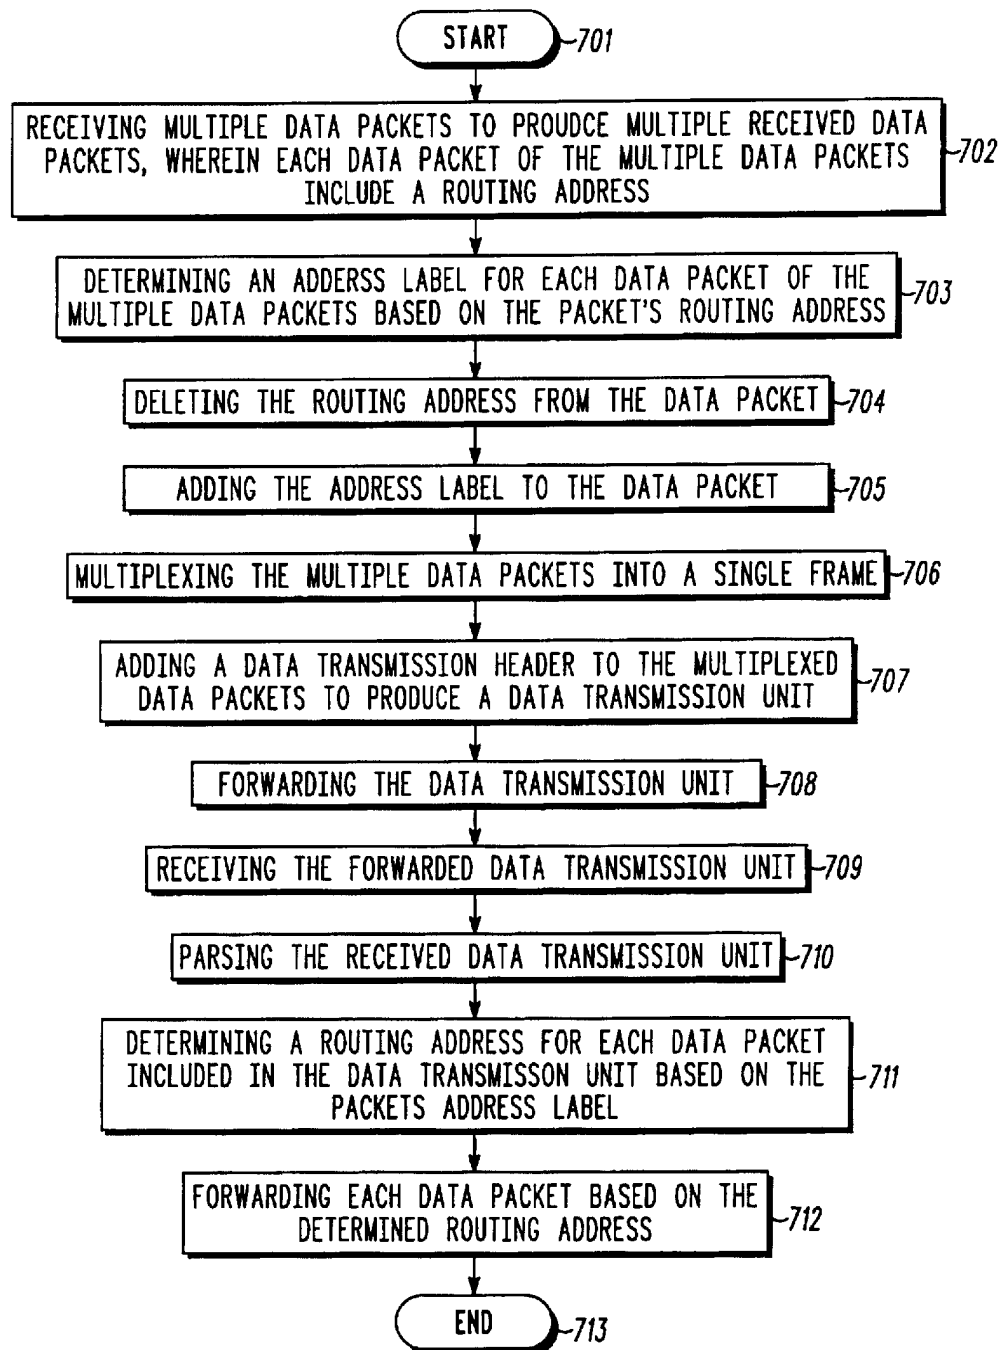 START 701
RECEIVING MULTIPLE DATA PACKETS TO PROUDCE MULTIPLE RECEIVED DATA
PACKETS, WHEREIN EACH DATA PACKET OF THE MULTIPLE DATA PACKETS 702
INCLUDE A ROUTING ADDRESS
DETERMINING AN ADDERSS LABEL FOR EACH DATA PACKET OF THE
MULTIPLE DATA PACKETS BASED ON THE PACKET'S ROUTING ADDRESS 703
DELETING THE ROUTING ADDRESS FROM THE DATA PACKET 704
ADDING THE ADDRESS LABEL TO THE DATA PACKET 705
MULTIPLEXING THE MULTIPLE DATA PACKETS INTO A SINGLE FRAME 706
ADDING A DATA TRANSMISSION HEADER TO THE MULTIPLEXED
DATA PACKETS TO PRODUCE A DATA TRANSMISSION UNIT 707
FORWARDING THE DATA TRANSMISSION UNIT 708
RECEIVING THE FORWARDED DATA TRANSMISSION UNIT 709
PARSING THE RECEIVED DATA TRANSMISSION UNIT 710
DETERMINING A ROUTING ADDRESS FOR EACH DATA PACKET
INCLUDED IN THE DATA TRANSMISSON UNIT BASED ON THE 711
PACKETS ADDRESS LABEL
FORWARDING EACH DATA PACKET BASED ON THE
DETERMINED ROUTING ADDRESS 712
END 713